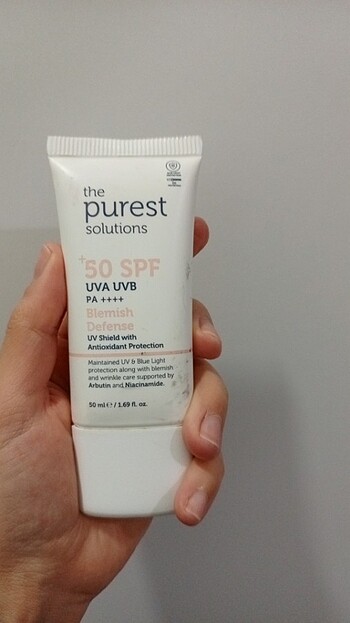 the
purest
solutions
+50 SPF
UVA UVB
PA ++++
Blemish
Defense
UV Shield with
Antioxidant Protection
Maintained UV & Blue Light
protection along with blemish
and wrinkle care supported by
Arbutin and Niacinamide.
50 ml ℮ / 1.69 fl. oz.